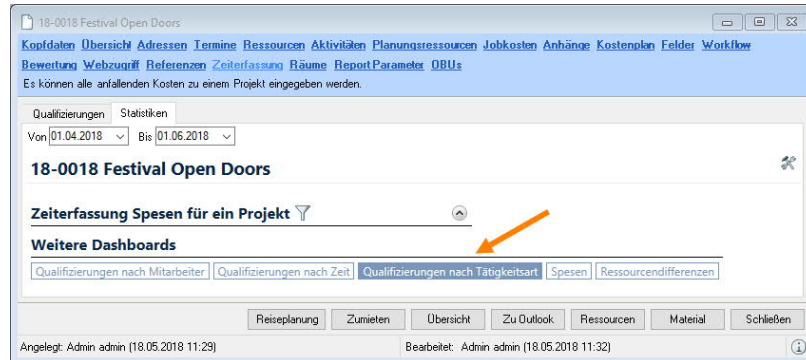 18-0018 Festival Open Doors
Kopfdaten Übersicht Adressen Termine Ressourcen Aktivitäten Planungsressourcen Jobkosten Anhänge Kostenplan Felder Workflow
Bewertung Webzugriff Referenzen Zeiterfassung Räume Report Parameter OBUs
Es können alle anfallenden Kosten zu einem Projekt eingegeben werden.
Qualifizierungen Statistiken
Von 01.04.2018 Bis 01.06.2018
18-0018 Festival Open Doors
Zeiterfassung Spesen für ein Projekt
Weitere Dashboards
Qualifizierungen nach Mitarbeiter Qualifizierungen nach Zeit Qualifizierungen nach Tätigkeitsart Spesen Ressourcendifferenzen
Reiseplanung Zumieten Übersicht Zu Outlook Ressourcen Material Schließen
Angelegt: Admin admin (18.05.2018 11:29) Bearbeitet: Admin admin (18.05.2018 11:32)